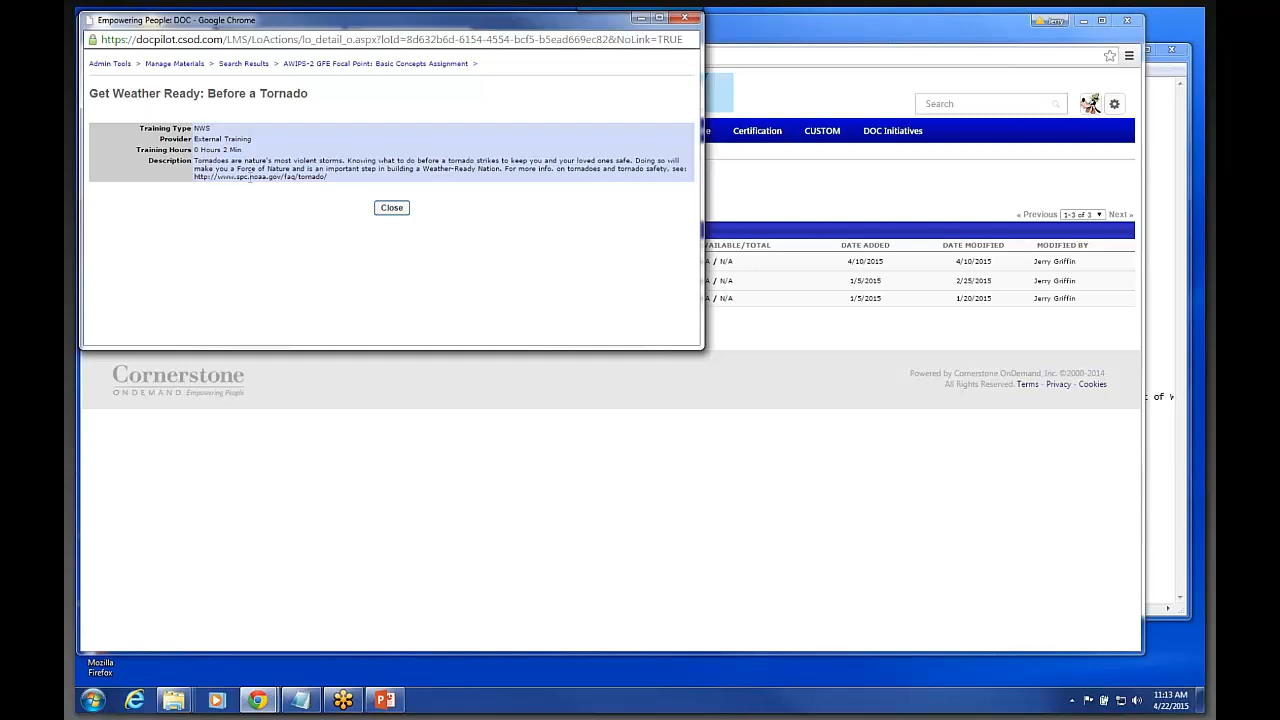 Empowering People: DOC - Google Chrome
https://docpilot.csod.com/LMS/LoActions/lo_detail_o.aspx?loId=8d632b6d-6154-4554-bcf5-b5ead669ec82&NoLink=TRUE
Admin Tools > Manage Materials > Search Results > AWIPS-2 GFE Focal Point: Basic Concepts Assignment >
Get Weather Ready: Before a Tornado
Training Type NWS
Provider External Training
Training Hours 0 Hours 2 Min
Description Tornadoes are nature's most violent storms. Knowing what to do before a tornado strikes to keep you and your loved ones safe. Doing so will
make you a Force of Nature and is an important step in building a Weather-Ready Nation. For more info. on tornadoes and tornado safety, see:
http://www.spc.noaa.gov/faq/tornado/
Close
Jerry
Search
e Certification CUSTOM DOC Initiatives
« Previous 1-3 of 3 Next »
VAILABLE/TOTAL DATE ADDED DATE MODIFIED MODIFIED BY
A / N/A 4/10/2015 4/10/2015 Jerry Griffin
A / N/A 1/5/2015 2/25/2015 Jerry Griffin
A / N/A 1/5/2015 1/20/2015 Jerry Griffin
Cornerstone
ONDEMAND Empowering People
Powered by Cornerstone OnDemand, Inc. ©2000-2014
All Rights Reserved. Terms - Privacy - Cookies
Mozilla
Firefox
11:13 AM
4/22/2015